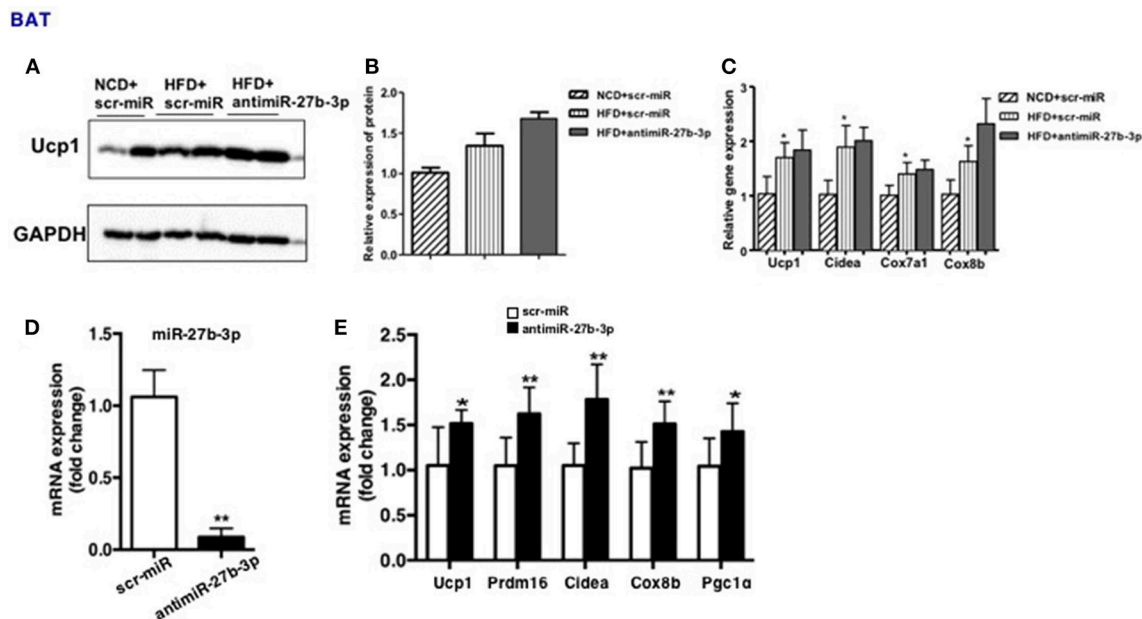 BAT
A
NCD+ HFD+ HFD+
scr-miR scr-miR antimiR-27b-3p
Ucp1
GAPDH
B
Relative expression of protein
2.0
1.5
1.0
0.5
0.0
NCD+scr-miR
HFD+scr-miR
HFD+antimiR-27b-3p
C
Relative gene expression
3
2
1
0
* * * *
Ucp1 Cidea Cox7a1 Cox8b
NCD+scr-miR
HFD+scr-miR
HFD+antimiR-27b-3p
D
miR-27b-3p
mRNA expression
(fold change)
1.5
1.0
0.5
0.0
**
scr-miR
antimiR-27b-3p
E
scr-miR
antimiR-27b-3p
mRNA expression
(fold change)
2.5
2.0
1.5
1.0
0.5
0.0
* ** ** ** *
Ucp1 Prdm16 Cidea Cox8b Pgc1α